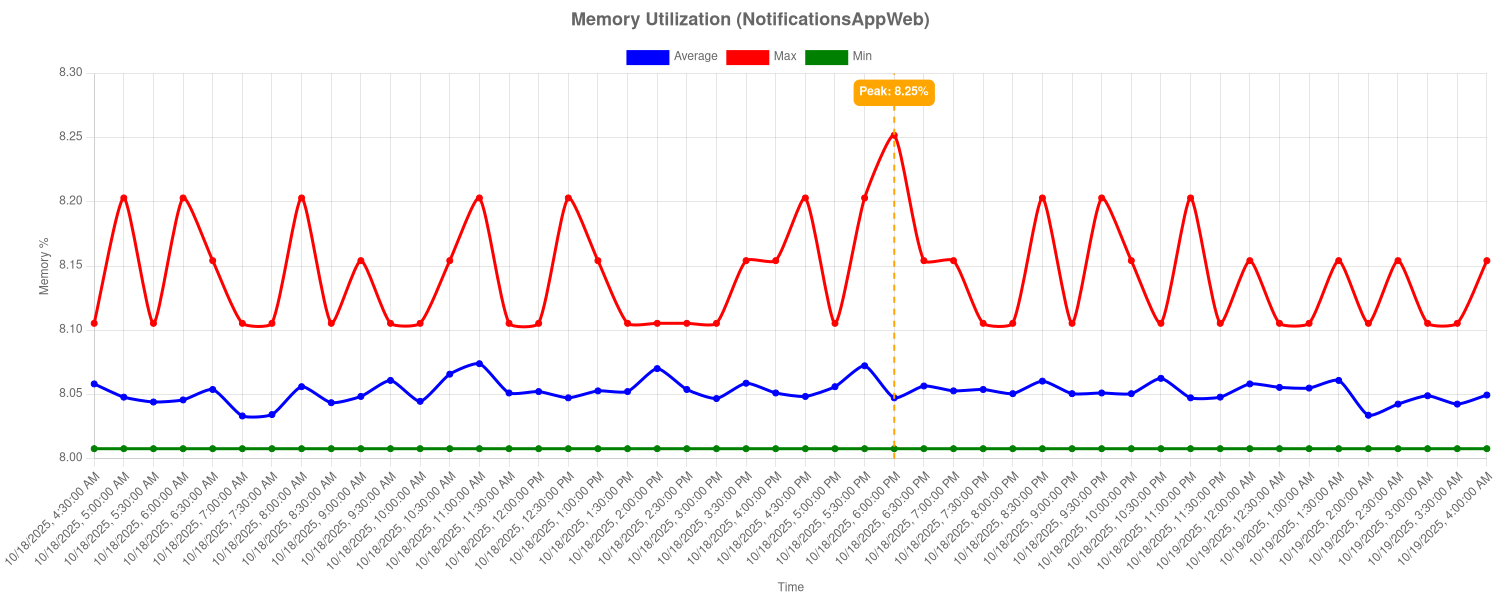 Memory Utilization (NotificationsAppWeb)
Average Max Min
Peak: 8.25%
8.30
8.25
8.20
8.15
8.10
8.05
8.00
Memory %
10/18/2025, 4:30:00 AM
10/18/2025, 5:00:00 AM
10/18/2025, 5:30:00 AM
10/18/2025, 6:00:00 AM
10/18/2025, 6:30:00 AM
10/18/2025, 7:00:00 AM
10/18/2025, 7:30:00 AM
10/18/2025, 8:00:00 AM
10/18/2025, 8:30:00 AM
10/18/2025, 9:00:00 AM
10/18/2025, 9:30:00 AM
10/18/2025, 10:00:00 AM
10/18/2025, 10:30:00 AM
10/18/2025, 11:00:00 AM
10/18/2025, 11:30:00 AM
10/18/2025, 12:00:00 PM
10/18/2025, 12:30:00 PM
10/18/2025, 1:00:00 PM
10/18/2025, 1:30:00 PM
10/18/2025, 2:00:00 PM
10/18/2025, 2:30:00 PM
10/18/2025, 3:00:00 PM
10/18/2025, 3:30:00 PM
10/18/2025, 4:00:00 PM
10/18/2025, 4:30:00 PM
10/18/2025, 5:00:00 PM
10/18/2025, 5:30:00 PM
10/18/2025, 6:00:00 PM
10/18/2025, 6:30:00 PM
10/18/2025, 7:00:00 PM
10/18/2025, 7:30:00 PM
10/18/2025, 8:00:00 PM
10/18/2025, 8:30:00 PM
10/18/2025, 9:00:00 PM
10/18/2025, 9:30:00 PM
10/18/2025, 10:00:00 PM
10/18/2025, 10:30:00 PM
10/18/2025, 11:00:00 PM
10/18/2025, 11:30:00 PM
10/19/2025, 12:00:00 AM
10/19/2025, 12:30:00 AM
10/19/2025, 1:00:00 AM
10/19/2025, 1:30:00 AM
10/19/2025, 2:00:00 AM
10/19/2025, 2:30:00 AM
10/19/2025, 3:00:00 AM
10/19/2025, 3:30:00 AM
10/19/2025, 4:00:00 AM
Time